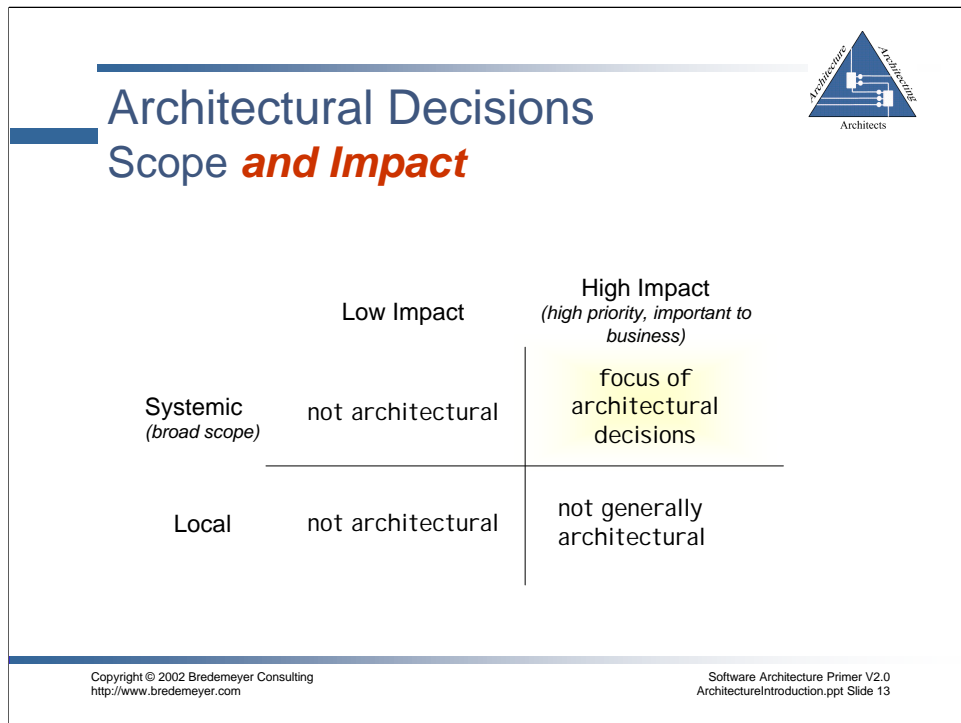 Architecture
Architecting
Architects
Architectural Decisions
Scope and Impact
Low Impact
High Impact
(high priority, important to
business)
Systemic
(broad scope)
not architectural
focus of
architectural
decisions
Local
not architectural
not generally
architectural
Copyright © 2002 Bredemeyer Consulting
http://www.bredemeyer.com
Software Architecture Primer V2.0
ArchitectureIntroduction.ppt Slide 13